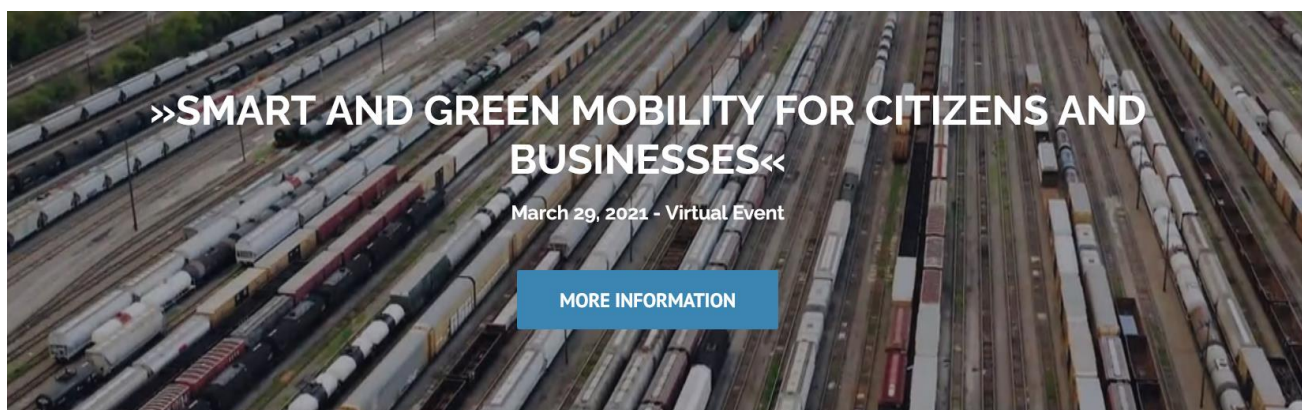 »SMART AND GREEN MOBILITY FOR CITIZENS AND
BUSINESSES«
March 29, 2021 - Virtual Event
MORE INFORMATION